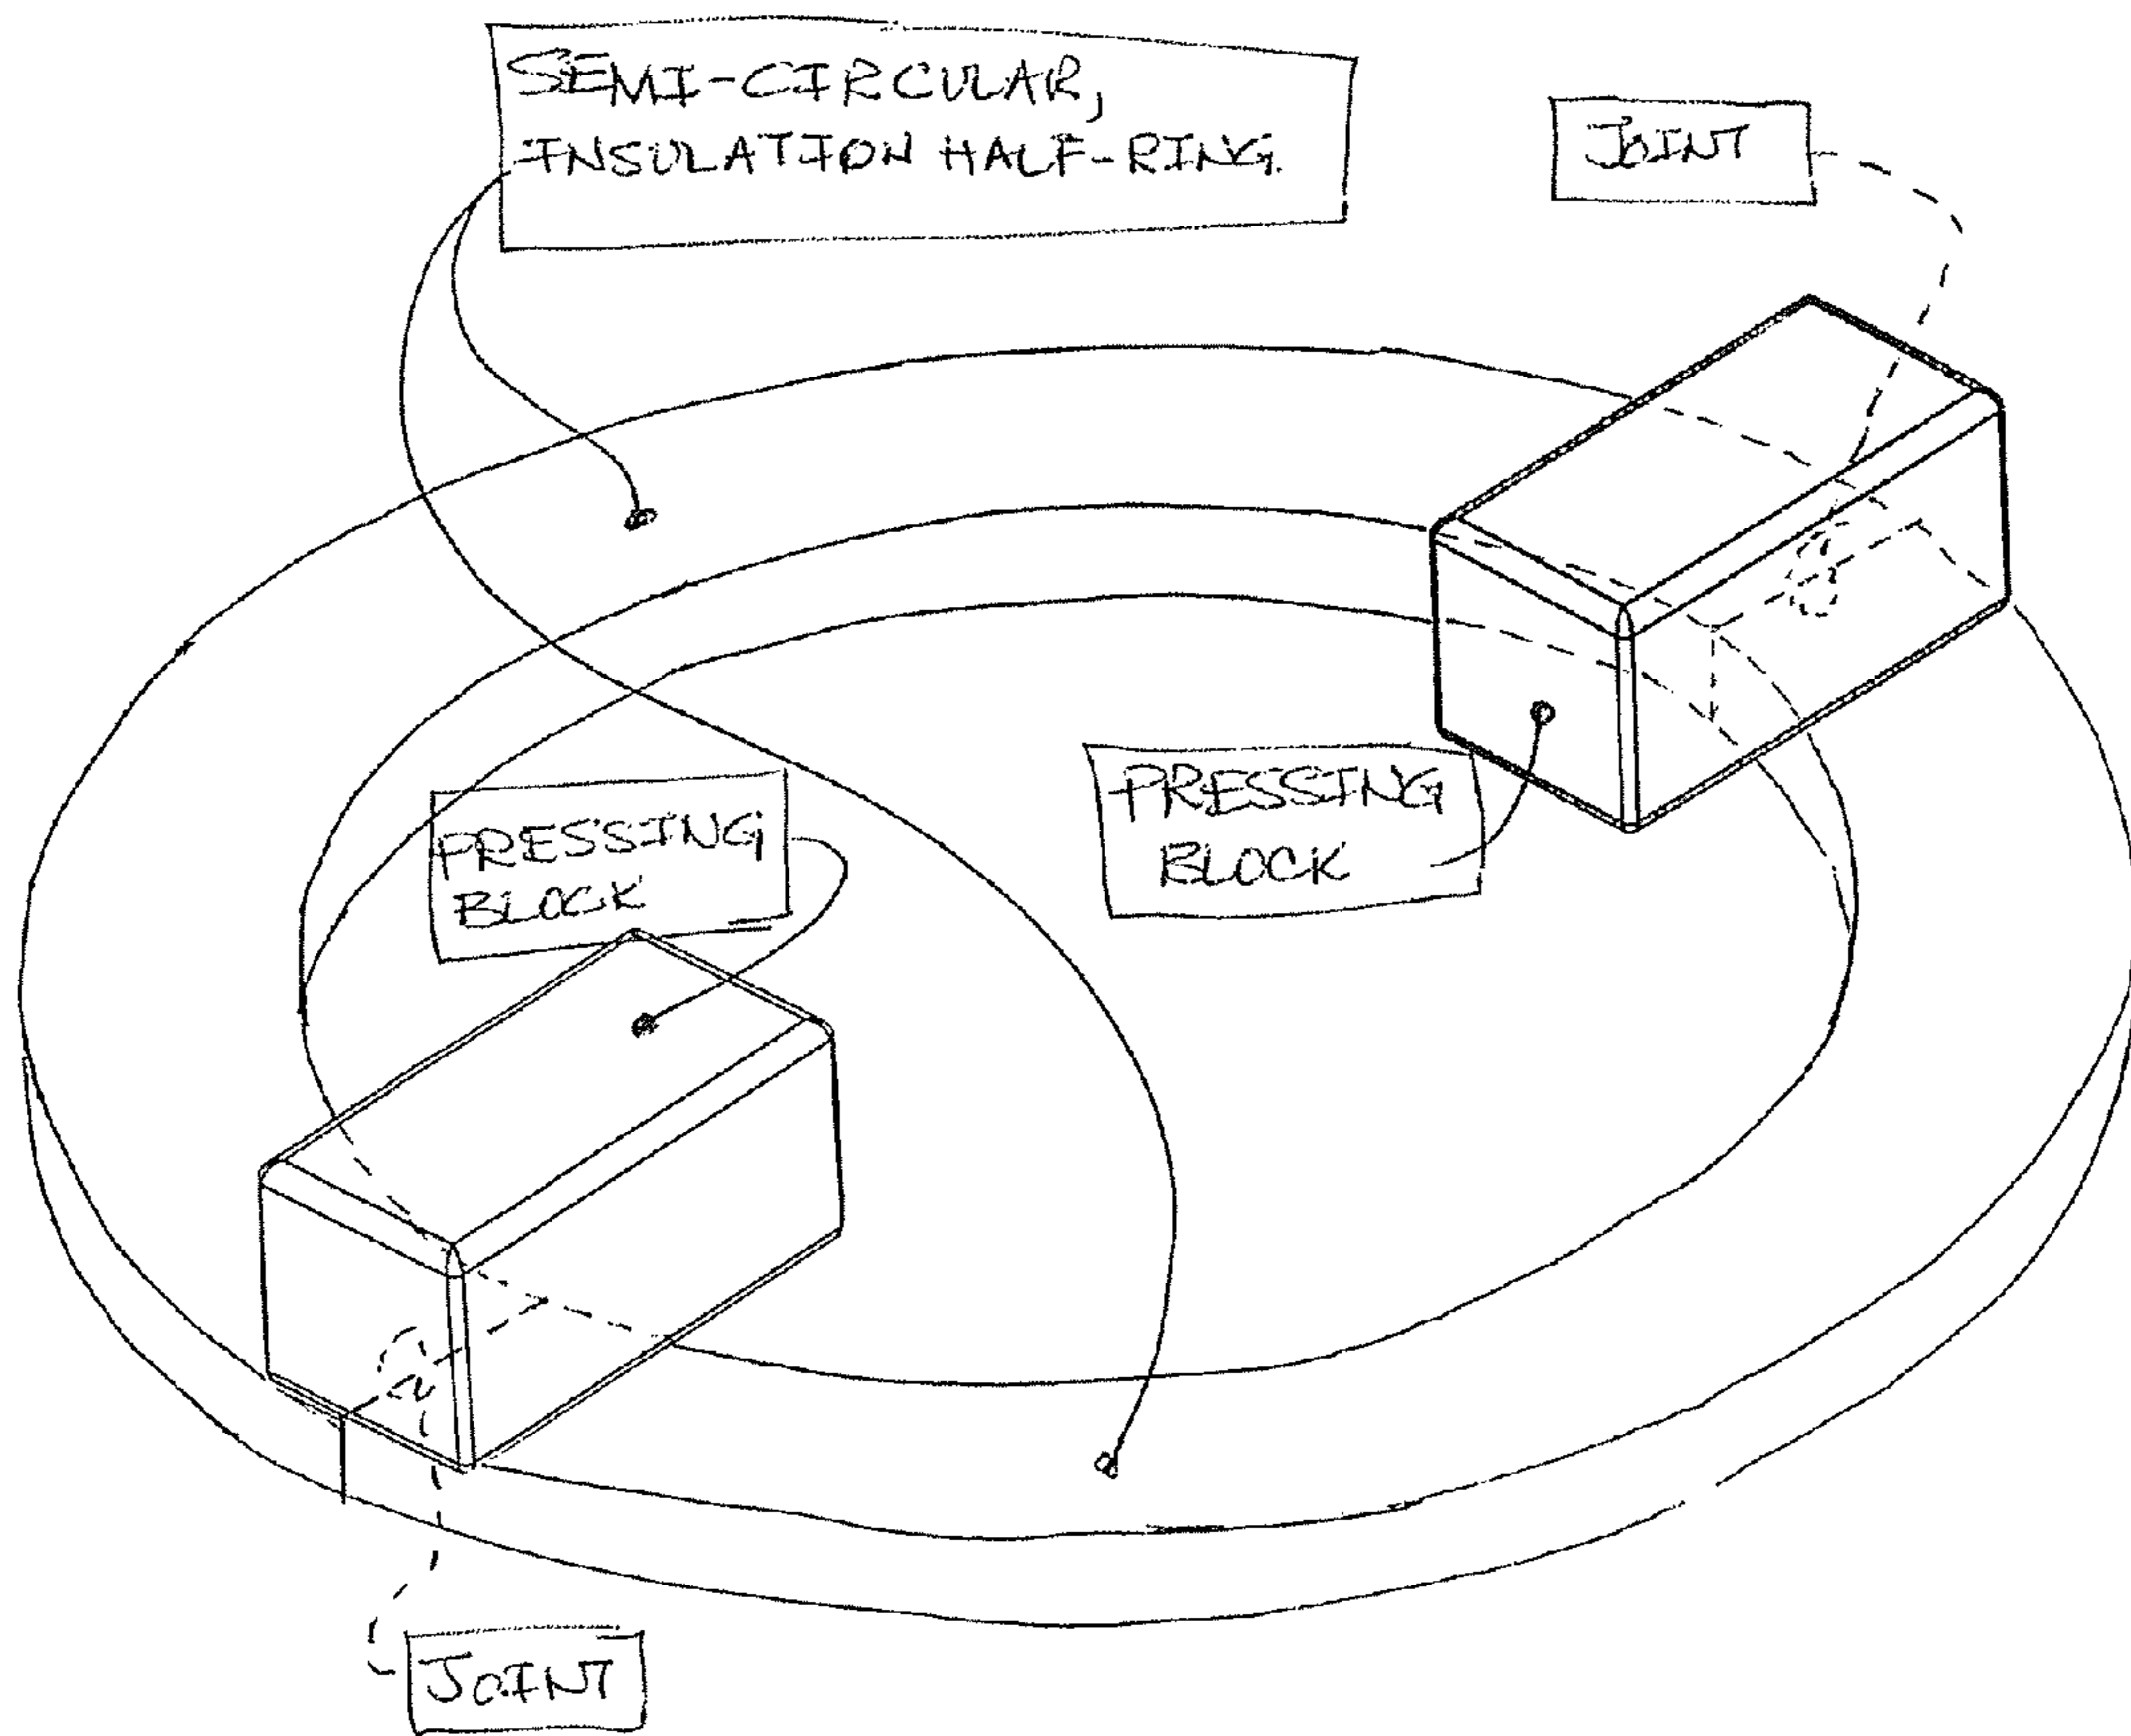 SEMI-CIRCULAR,
INSULATION HALF-RING.
JOINT
PRESSING
BLOCK
PRESSING
BLOCK
JOINT